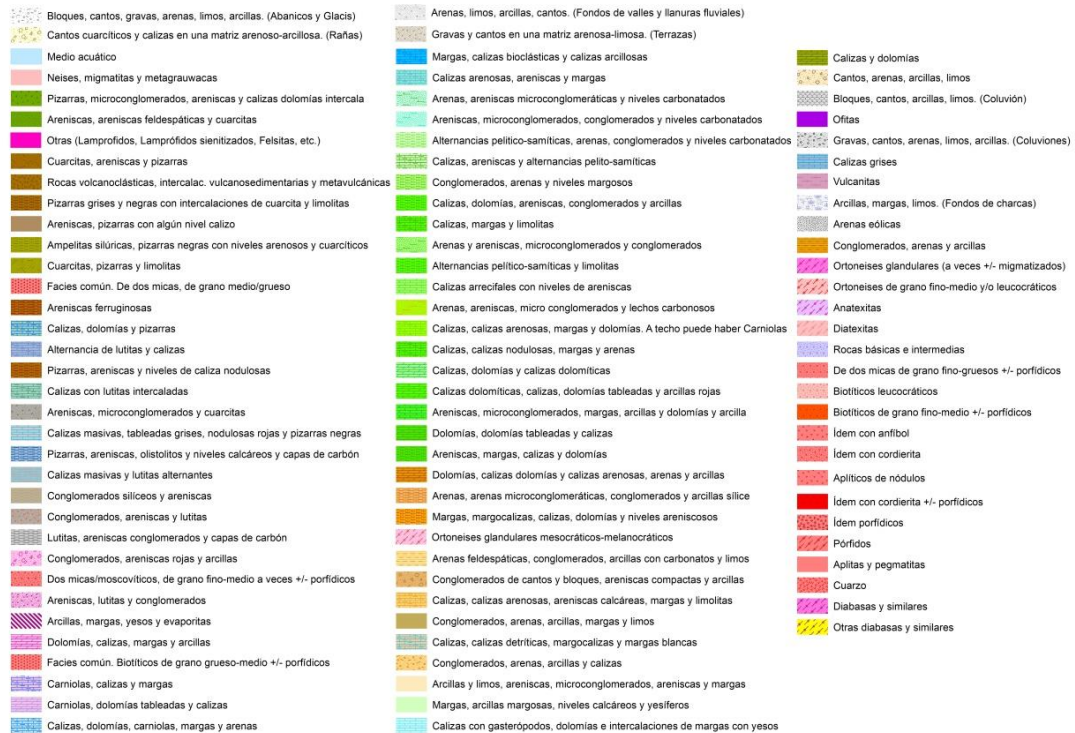 Bloques, cantos, gravas, arenas, limos, arcillas. (Abanicos y Glacis)
Cantos cuarcíticos y calizas en una matriz arenoso-arcillosa. (Rañas)
Medio acuático
Neises, migmatitas y metagrauwacas
Pizarras, microconglomerados, areniscas y calizas dolomías intercala
Areniscas, areniscas feldespáticas y cuarcitas
Otras (Lamprofidos, Lamprófidos sienitizados, Felsitas, etc.)
Cuarcitas, areniscas y pizarras
Rocas volcanoclásticas, intercalac. vulcanosedimentarias y metavulcánicas
Pizarras grises y negras con intercalaciones de cuarcita y limolitas
Areniscas, pizarras con algún nivel calizo
Ampelitas silúricas, pizarras negras con niveles arenosos y cuarcíticos
Cuarcitas, pizarras y limolitas
Facies común. De dos micas, de grano medio/grueso
Areniscas ferruginosas
Calizas, dolomías y pizarras
Alternancia de lutitas y calizas
Pizarras, areniscas y niveles de caliza nodulosas
Calizas con lutitas intercaladas
Areniscas, microconglomerados y cuarcitas
Calizas masivas, tableadas grises, nodulosas rojas y pizarras negras
Pizarras, areniscas, olistolitos y niveles calcáreos y capas de carbón
Calizas masivas y lutitas alternantes
Conglomerados silíceos y areniscas
Conglomerados, areniscas y lutitas
Lutitas, areniscas conglomerados y capas de carbón
Conglomerados, areniscas rojas y arcillas
Dos micas/moscovíticos, de grano fino-medio a veces +/- porfídicos
Areniscas, lutitas y conglomerados
Arcillas, margas, yesos y evaporitas
Dolomías, calizas, margas y arcillas
Facies común. Biotíticos de grano grueso-medio +/- porfídicos
Carniolas, calizas y margas
Carniolas, dolomías tableadas y calizas
Calizas, dolomías, carniolas, margas y arenas
Arenas, limos, arcillas, cantos. (Fondos de valles y llanuras fluviales)
Gravas y cantos en una matriz arenosa-limosa. (Terrazas)
Margas, calizas bioclásticas y calizas arcillosas
Calizas arenosas, areniscas y margas
Arenas, areniscas microconglomeráticas y niveles carbonatados
Areniscas, microconglomerados, conglomerados y niveles carbonatados
Alternancias pelitico-samíticas, arenas, conglomerados y niveles carbonatados
Calizas, areniscas y alternancias pelito-samíticas
Conglomerados, arenas y niveles margosos
Calizas, dolomías, areniscas, conglomerados y arcillas
Calizas, margas y limolitas
Arenas y areniscas, microconglomerados y conglomerados
Alternancias pelítico-samíticas y limolitas
Calizas arrecifales con niveles de areniscas
Arenas, areniscas, micro conglomerados y lechos carbonosos
Calizas, calizas arenosas, margas y dolomías. A techo puede haber Carniolas
Calizas, calizas nodulosas, margas y arenas
Calizas, dolomías y calizas dolomíticas
Calizas dolomíticas, calizas, dolomías tableadas y arcillas rojas
Areniscas, microconglomerados, margas, arcillas y dolomías y arcilla
Dolomías, dolomías tableadas y calizas
Areniscas, margas, calizas y dolomías
Dolomías, calizas dolomías y calizas arenosas, arenas y arcillas
Arenas, arenas microconglomeráticas, conglomerados y arcillas sílice
Margas, margocalizas, calizas, dolomías y niveles areniscosos
Ortoneises glandulares mesocráticos-melanocráticos
Arenas feldespáticas, conglomerados, arcillas con carbonatos y limos
Conglomerados de cantos y bloques, areniscas compactas y arcillas
Calizas, calizas arenosas, areniscas calcáreas, margas y limolitas
Conglomerados, arenas, arcillas, margas y limos
Calizas, calizas detríticas, margocalizas y margas blancas
Conglomerados, arenas, arcillas y calizas
Arcillas y limos, areniscas, microconglomerados, areniscas y margas
Margas, arcillas margosas, niveles calcáreos y yesíferos
Calizas con gasterópodos, dolomías e intercalaciones de margas con yesos
Calizas y dolomías
Cantos, arenas, arcillas, limos
Bloques, cantos, arcillas, limos. (Coluvión)
Ofitas
Gravas, cantos, arenas, limos, arcillas. (Coluviones)
Calizas grises
Vulcanitas
Arcillas, margas, limos. (Fondos de charcas)
Arenas eólicas
Conglomerados, arenas y arcillas
Ortoneises glandulares (a veces +/- migmatizados)
Ortoneises de grano fino-medio y/o leucocráticos
Anatexitas
Diatexitas
Rocas básicas e intermedias
De dos micas de grano fino-gruesos +/- porfídicos
Biotíticos leucocráticos
Biotíticos de grano fino-medio +/- porfídicos
Ídem con anfíbol
Ídem con cordierita
Aplíticos de nódulos
Ídem con cordierita +/- porfídicos
Ídem porfídicos
Pórfidos
Aplitas y pegmatitas
Cuarzo
Diabasas y similares
Otras diabasas y similares